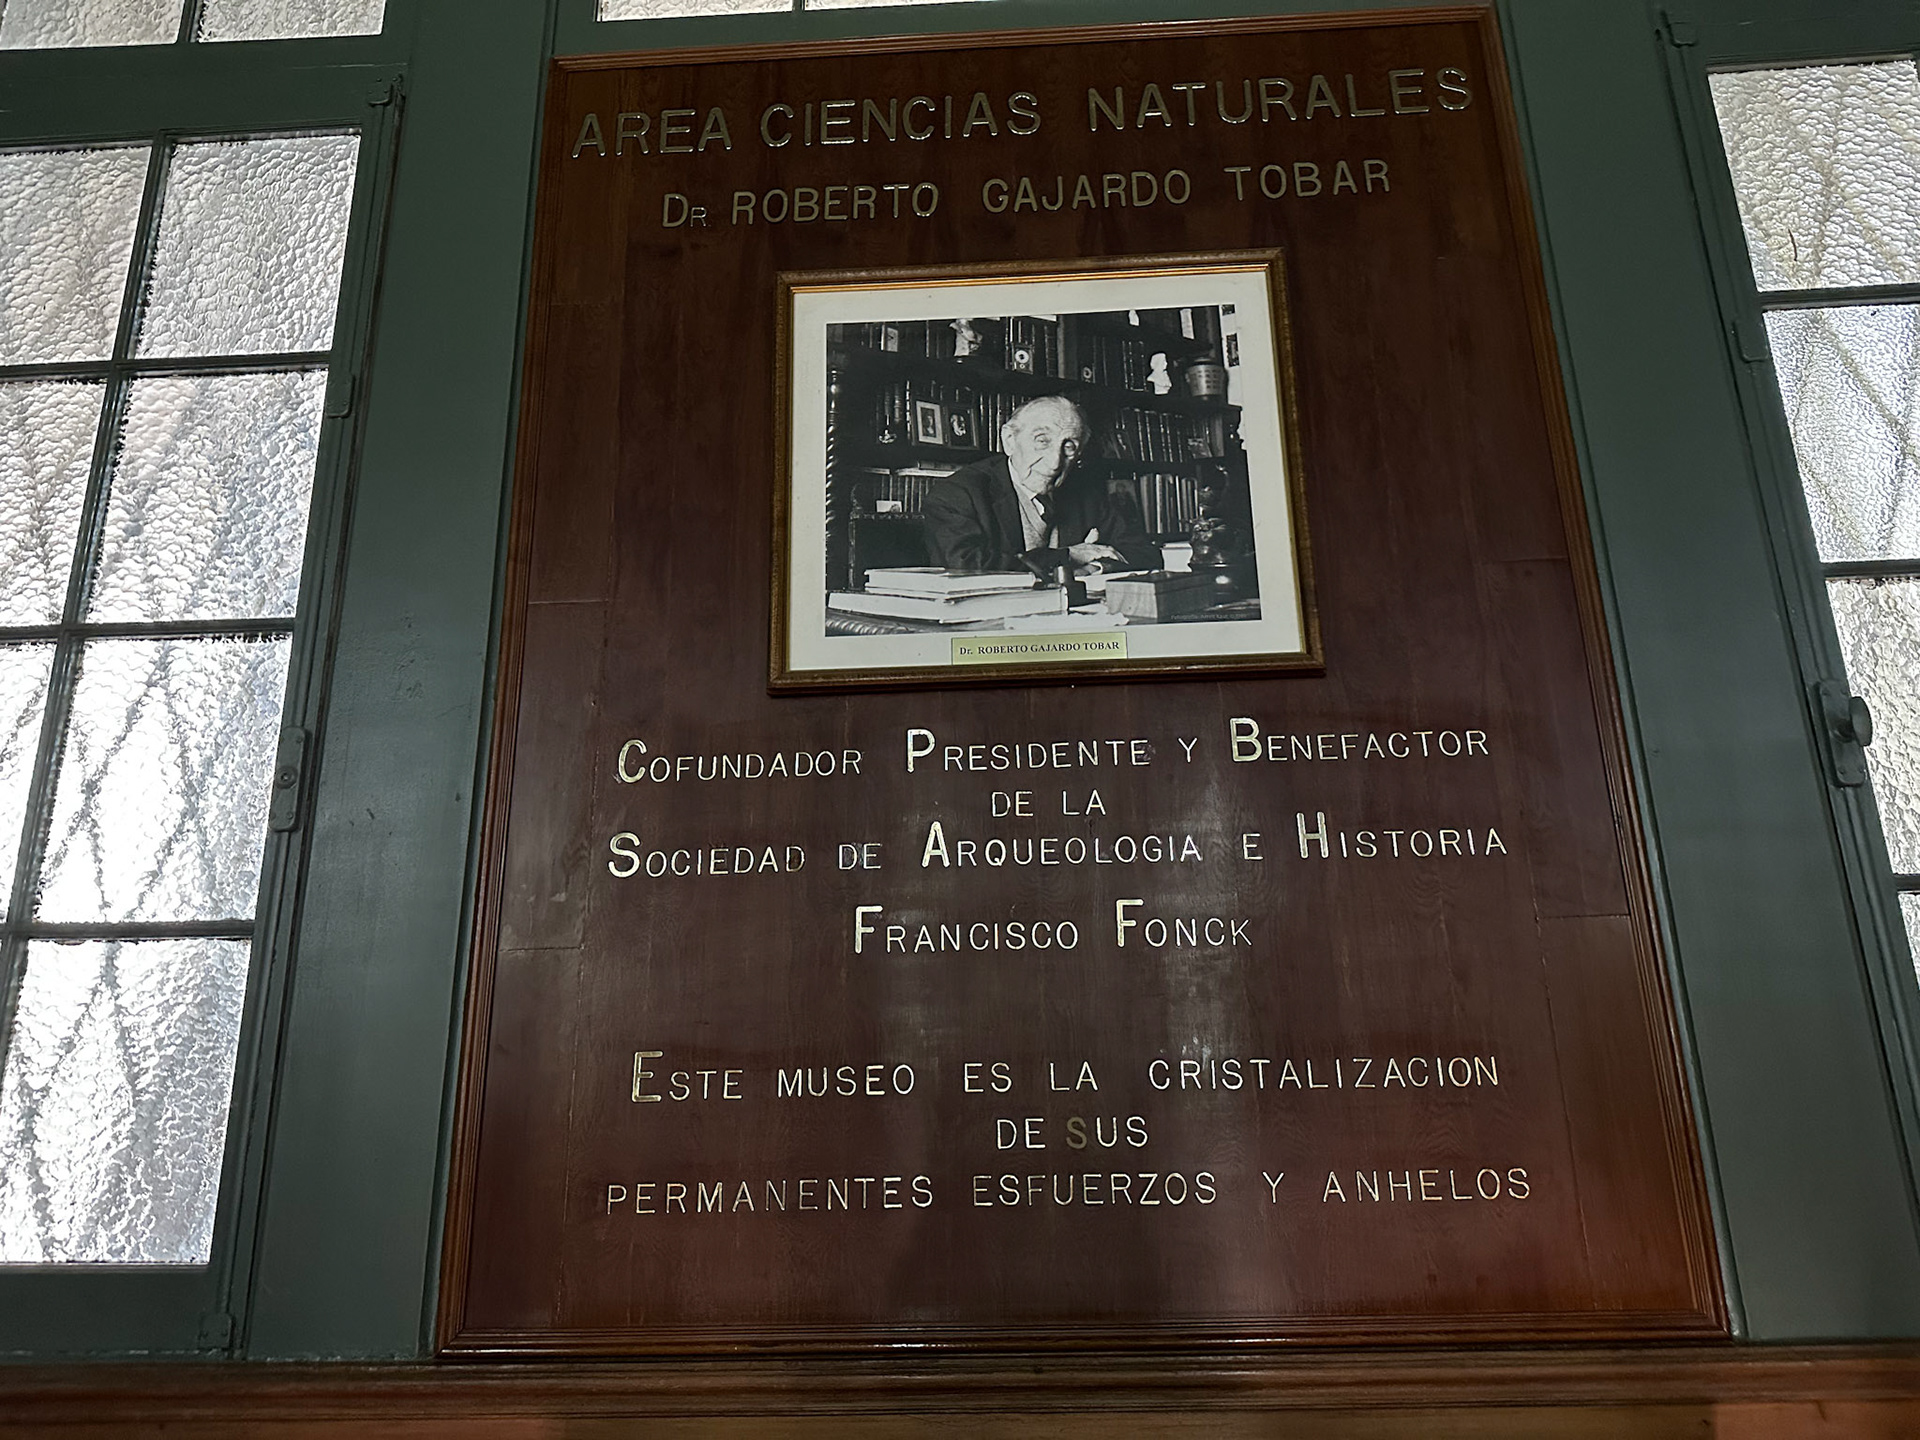 AREA CIENCIAS NATURALES
DR ROBERTO GAJARDO TOBAR
Dr. ROBERTO GAJARDO TOBAR
COFUNDADOR PRESIDENTE Y BENEFACTOR
DE LA
SOCIEDAD DE ARQUEOLOGIA E HISTORIA
FRANCISCO FONCK
ESTE MUSEO ES LA CRISTALIZACION
DE SUS
PERMANENTES ESFUERZOS Y ANHELOS